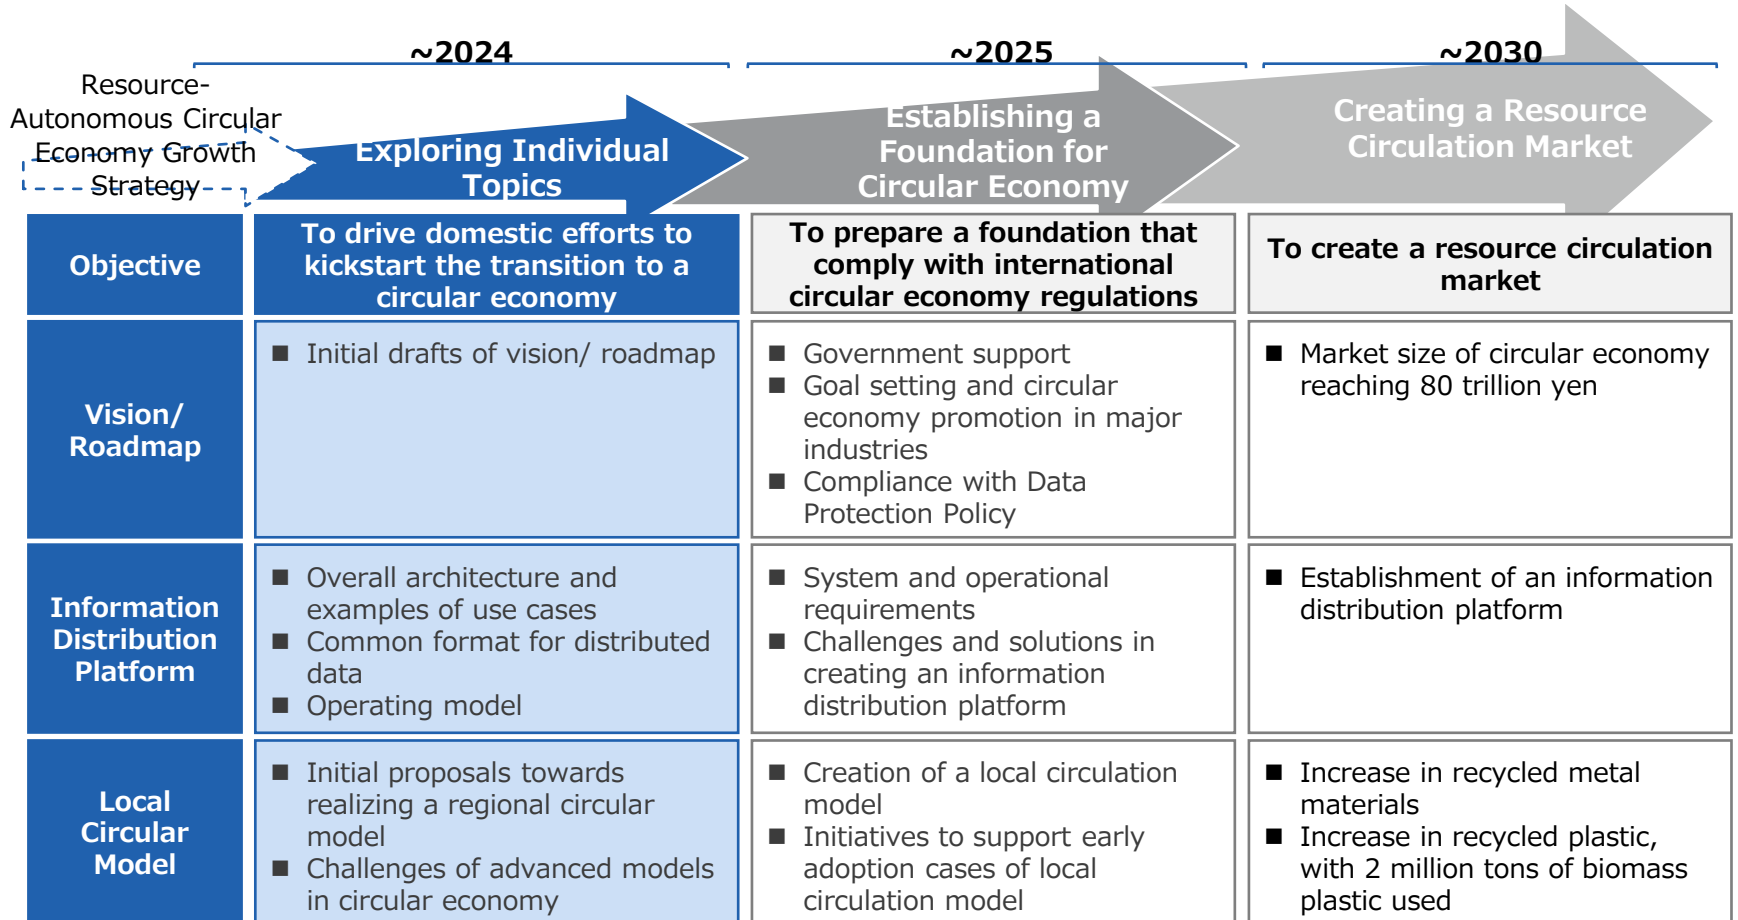 ~2024
~2025
~2030
Resource-
Autonomous Circular
Economy Growth
Strategy
Exploring Individual
Topics
Establishing a
Foundation for
Circular Economy
Creating a Resource
Circulation Market
Objective
To drive domestic efforts to
kickstart the transition to a
circular economy
To prepare a foundation that
comply with international
circular economy regulations
To create a resource circulation
market
Vision/
Roadmap
■ Initial drafts of vision/ roadmap
■ Government support
■ Goal setting and circular
economy promotion in major
industries
■ Compliance with Data
Protection Policy
■ Market size of circular economy
reaching 80 trillion yen
Information
Distribution
Platform
■ Overall architecture and
examples of use cases
■ Common format for distributed
data
■ Operating model
■ System and operational
requirements
■ Challenges and solutions in
creating an information
distribution platform
■ Establishment of an information
distribution platform
Local
Circular
Model
■ Initial proposals towards
realizing a regional circular
model
■ Challenges of advanced models
in circular economy
■ Creation of a local circulation
model
■ Initiatives to support early
adoption cases of local
circulation model
■ Increase in recycled metal
materials
■ Increase in recycled plastic,
with 2 million tons of biomass
plastic used